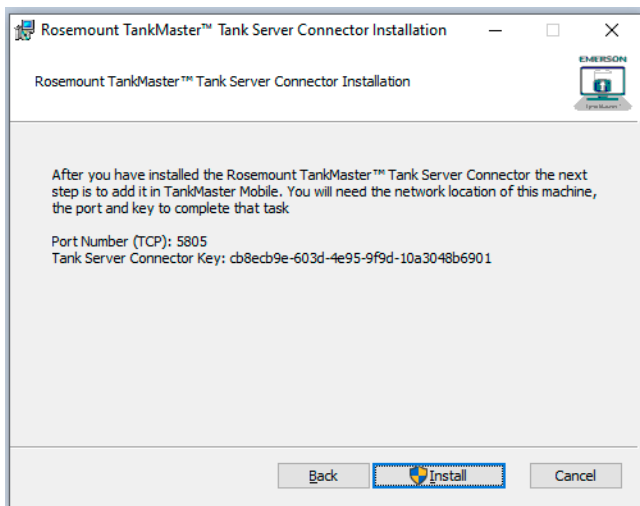 Rosemount TankMaster™ Tank Server Connector Installation
EMERSON
Rosemount TankMaster™ Tank Server Connector Installation
After you have installed the Rosemount TankMaster™ Tank Server Connector the next
step is to add it in TankMaster Mobile. You will need the network location of this machine,
the port and key to complete that task
Port Number (TCP): 5805
Tank Server Connector Key: cb8ecb9e-603d-4e95-9f9d-10a3048b6901
Back
Install
Cancel